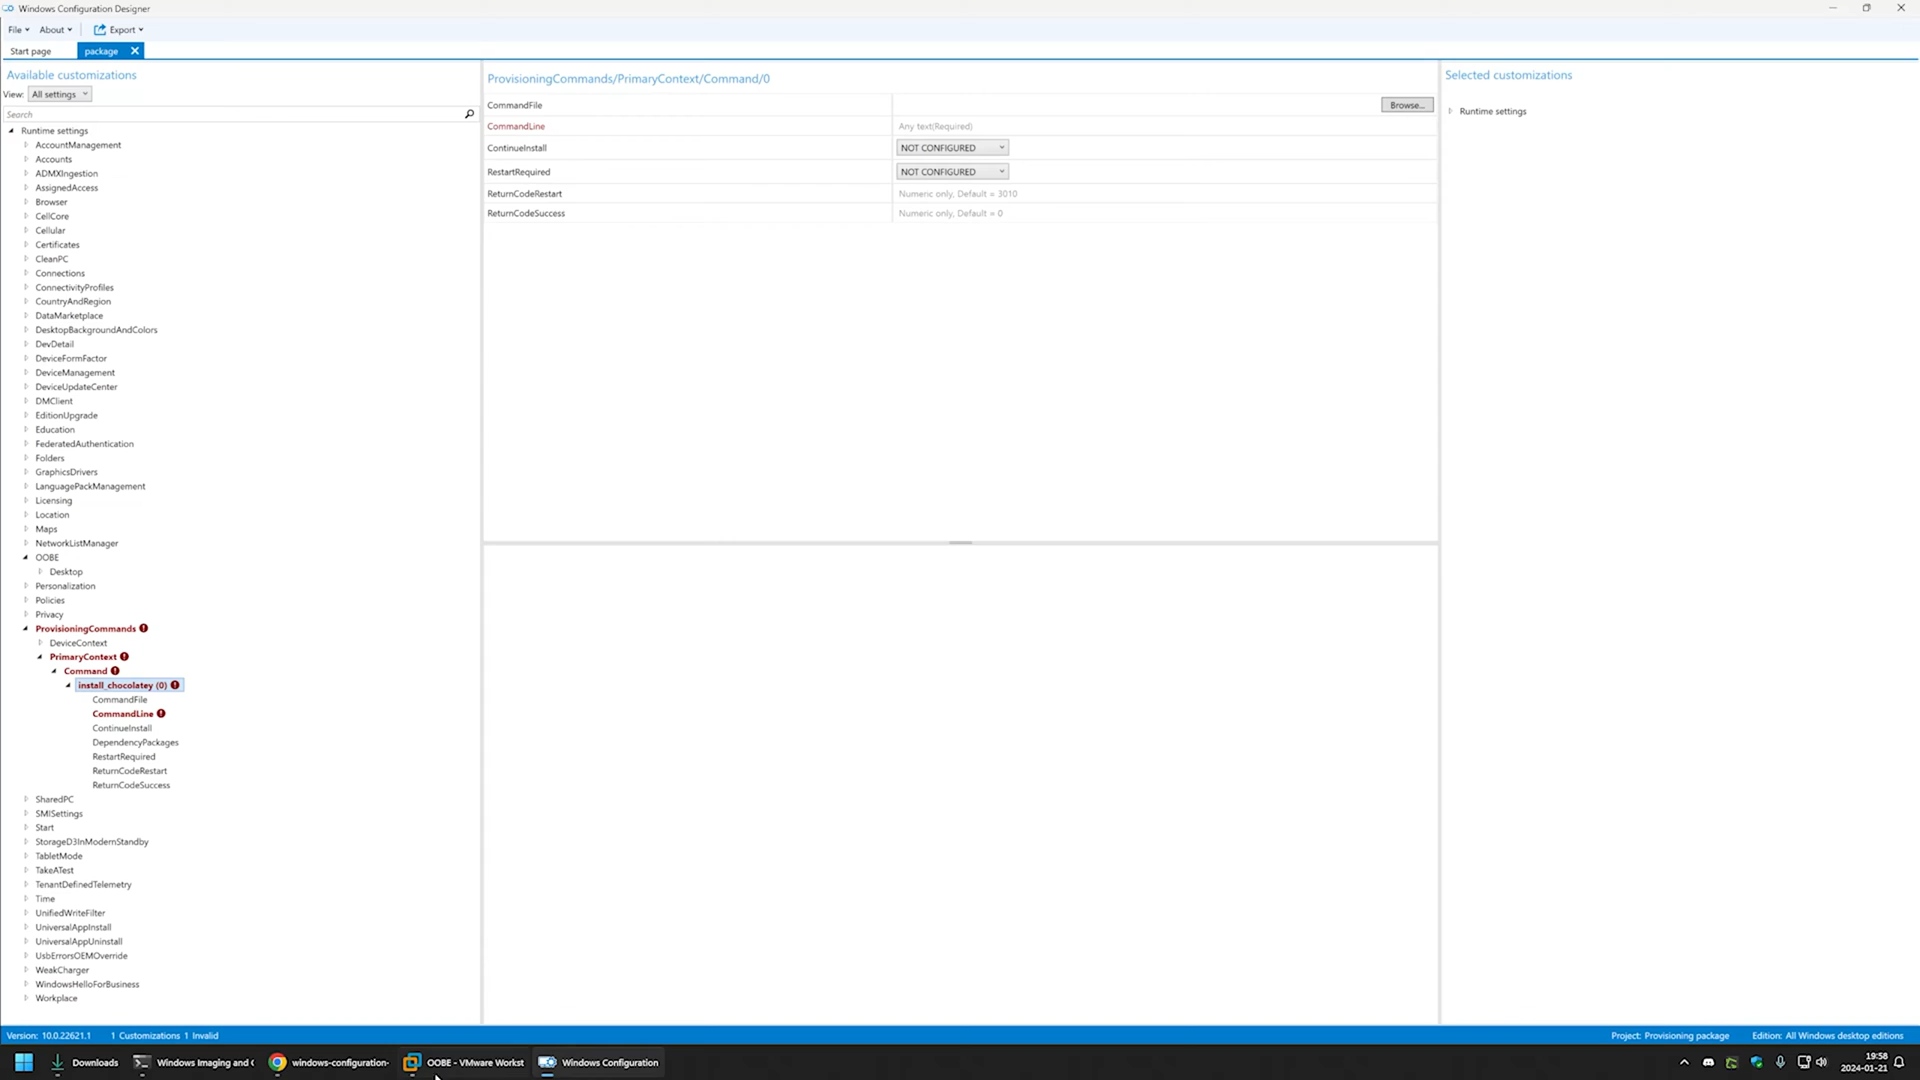 Windows Configuration Designer
File About Export
Start page package
Available customizations
View: All settings
Search
Runtime settings
AccountManagement
Accounts
ADMXIngestion
AssignedAccess
Browser
CellCore
Cellular
Certificates
CleanPC
Connections
ConnectivityProfiles
CountryAndRegion
DataMarketplace
DesktopBackgroundAndColors
DevDetail
DeviceFormFactor
DeviceManagement
DeviceUpdateCenter
DMClient
EditionUpgrade
Education
FederatedAuthentication
Folders
GraphicsDrivers
LanguagePackManagement
Licensing
Location
Maps
NetworkListManager
OOBE
Desktop
Personalization
Policies
Privacy
ProvisioningCommands
DeviceContext
PrimaryContext
Command
install_chocolatey (0)
CommandFile
CommandLine
ContinueInstall
DependencyPackages
RestartRequired
ReturnCodeRestart
ReturnCodeSuccess
SharedPC
SMISettings
Start
StorageD3InModernStandby
TabletMode
TakeATest
TenantDefinedTelemetry
Time
UnifiedWriteFilter
UniversalAppInstall
UniversalAppUninstall
UsbErrorsOEMOverride
WeakCharger
WindowsHelloForBusiness
Workplace
ProvisioningCommands/PrimaryContext/Command/0
CommandFile Browse...
CommandLine Any text(Required)
ContinueInstall NOT CONFIGURED
RestartRequired NOT CONFIGURED
ReturnCodeRestart Numeric only, Default = 3010
ReturnCodeSuccess Numeric only, Default = 0
Selected customizations
Runtime settings
Version: 10.0.22621.1 1 Customizations 1 Invalid Project: Provisioning package Edition: All Windows desktop editions
Downloads Windows Imaging and C windows-configuration- OOBE - VMware Workst Windows Configuration 19:58
2024-01-21